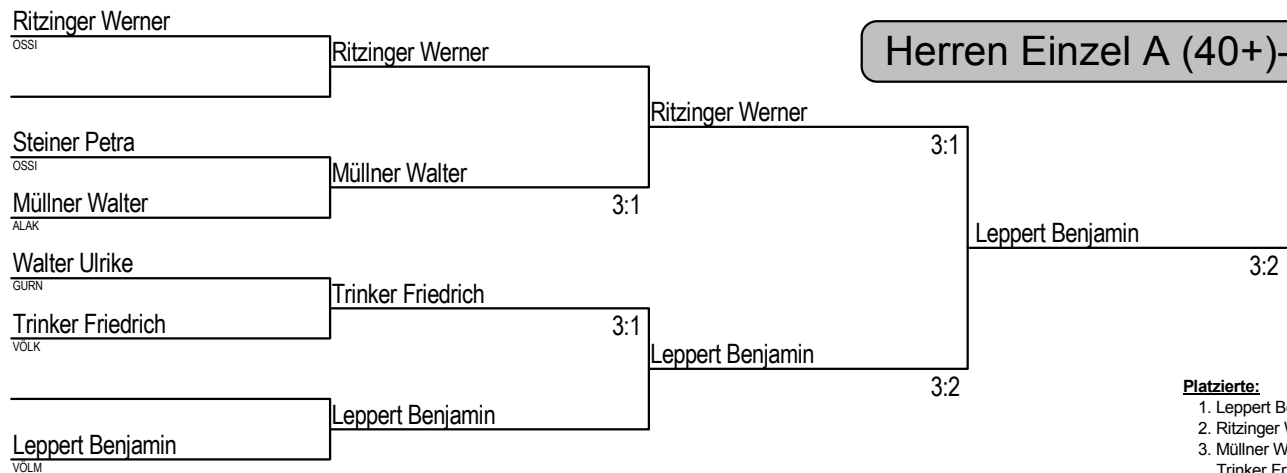 Ritzinger Werner
OSSI
Ritzinger Werner
Herren Einzel A (40+)-
Ritzinger Werner
3:1
Steiner Petra
OSSI
Müllner Walter
3:1
Müllner Walter
ALAK
Leppert Benjamin
3:2
Walter Ulrike
GURN
Trinker Friedrich
3:1
Trinker Friedrich
VÖLK
Leppert Benjamin
3:2
Leppert Benjamin
Leppert Benjamin
VÖLM
Platzierte:
1. Leppert B
2. Ritzinger
3. Müllner W
Trinker